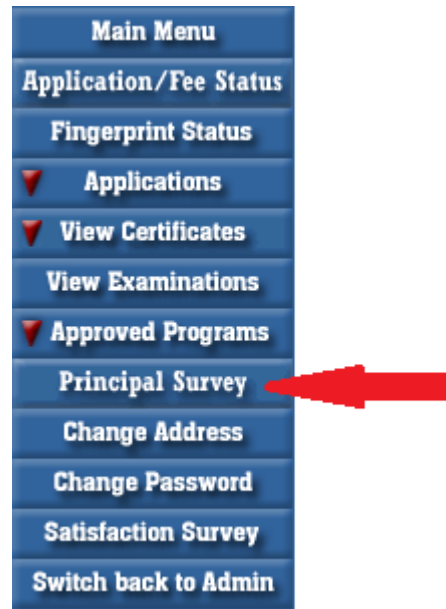 Main Menu
Application/Fee Status
Fingerprint Status
Applications
View Certificates
View Examinations
Approved Programs
Principal Survey
Change Address
Change Password
Satisfaction Survey
Switch back to Admin